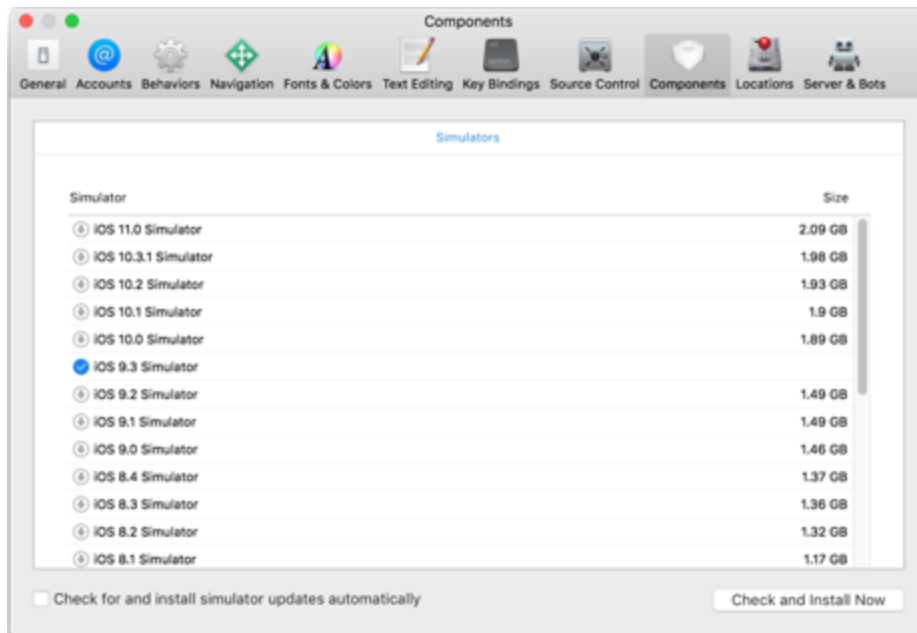 Components
General Accounts Behaviors Navigation Fonts & Colors Text Editing Key Bindings Source Control Components Locations Server & Bots
Simulators
Simulator Size
iOS 11.0 Simulator 2.09 GB
iOS 10.3.1 Simulator 1.98 GB
iOS 10.2 Simulator 1.93 GB
iOS 10.1 Simulator 1.9 GB
iOS 10.0 Simulator 1.89 GB
iOS 9.3 Simulator
iOS 9.2 Simulator 1.49 GB
iOS 9.1 Simulator 1.49 GB
iOS 9.0 Simulator 1.46 GB
iOS 8.4 Simulator 1.37 GB
iOS 8.3 Simulator 1.36 GB
iOS 8.2 Simulator 1.32 GB
iOS 8.1 Simulator 1.17 GB
Check for and install simulator updates automatically Check and Install Now